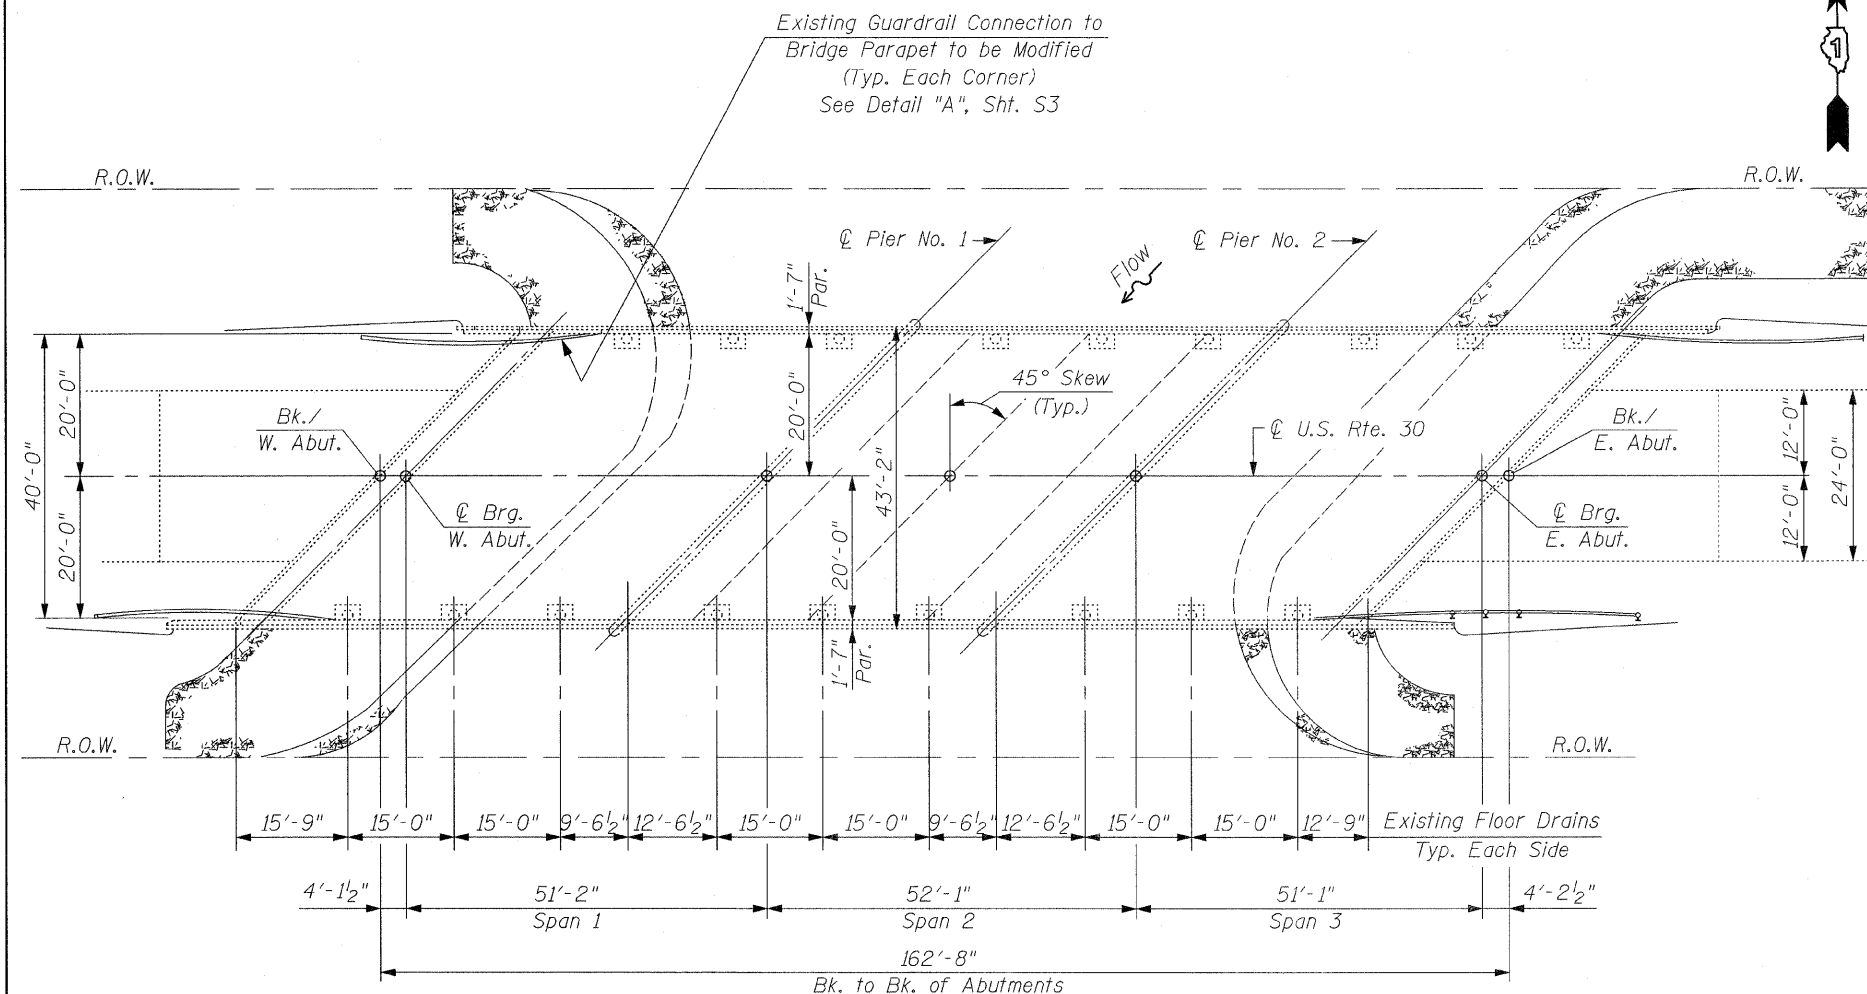 Existing Guardrail Connection to
Bridge Parapet to be Modified
(Typ. Each Corner)
See Detail "A", Sht. S3
1
R.O.W.
R.O.W.
℄ Pier No. 1
℄ Pier No. 2
Flow
1'-7"
Par.
45° Skew
(Typ.)
40'-0"
20'-0"
20'-0"
20'-0"
43'-2"
20'-0"
1'-7"
Par.
Bk./
W. Abut.
℄ Brg.
W. Abut.
℄ U.S. Rte. 30
Bk./
E. Abut.
℄ Brg.
E. Abut.
12'-0"
12'-0"
24'-0"
R.O.W.
R.O.W.
15'-9" 15'-0" 15'-0" 9'-6½" 12'-6½" 15'-0" 15'-0" 9'-6½" 12'-6½" 15'-0" 15'-0" 12'-9" Existing Floor Drains
Typ. Each Side
4'-1½" 51'-2" 52'-1" 51'-1" 4'-2½"
Span 1 Span 2 Span 3
162'-8"
Bk. to Bk. of Abutments